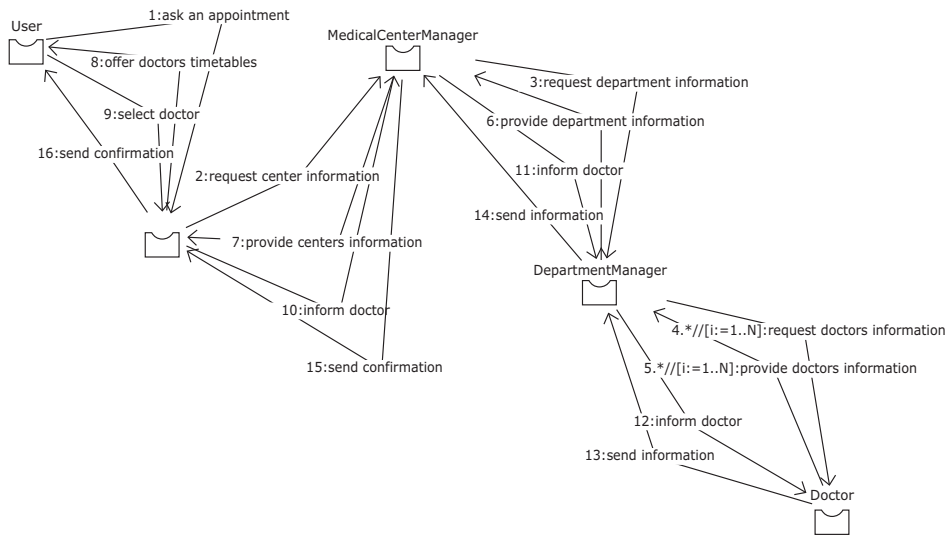 1:ask an appointment
User
MedicalCenterManager
8:offer doctors timetables
3:request department information
9:select doctor
6:provide department information
16:send confirmation
11:inform doctor
2:request center information
14:send information
7:provide centers information
DepartmentManager
10:inform doctor
4.*//[i:=1..N]:request doctors information
15:send confirmation
5.*//[i:=1..N]:provide doctors information
12:inform doctor
13:send information
Doctor